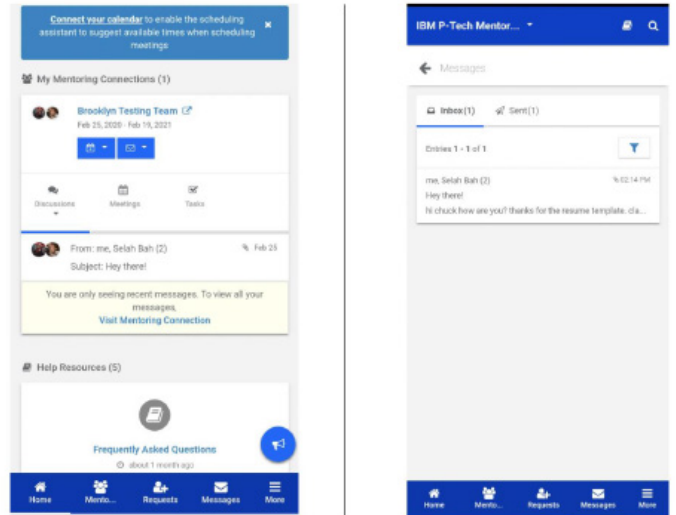 Connect your calendar to enable the scheduling
assistant to suggest available times when scheduling
meetings
My Mentoring Connections (1)
Brooklyn Testing Team
Feb 25, 2020 - Feb 19, 2021
Discussions
Meetings
Tasks
From: me, Selah Bah (2)
Feb 25
Subject: Hey there!
You are only seeing recent messages. To view all your
messages,
Visit Mentoring Connection
Help Resources (5)
Frequently Asked Questions
about 1 month ago
Home
Mento...
Requests
Messages
More
IBM P-Tech Mentor...
Messages
Inbox(1)
Sent(1)
Entries 1 - 1 of 1
me, Selah Bah (2)
02:14 PM
Hey there!
hi chuck how are you? thanks for the resume template. cla...
Home
Mento...
Requests
Messages
More